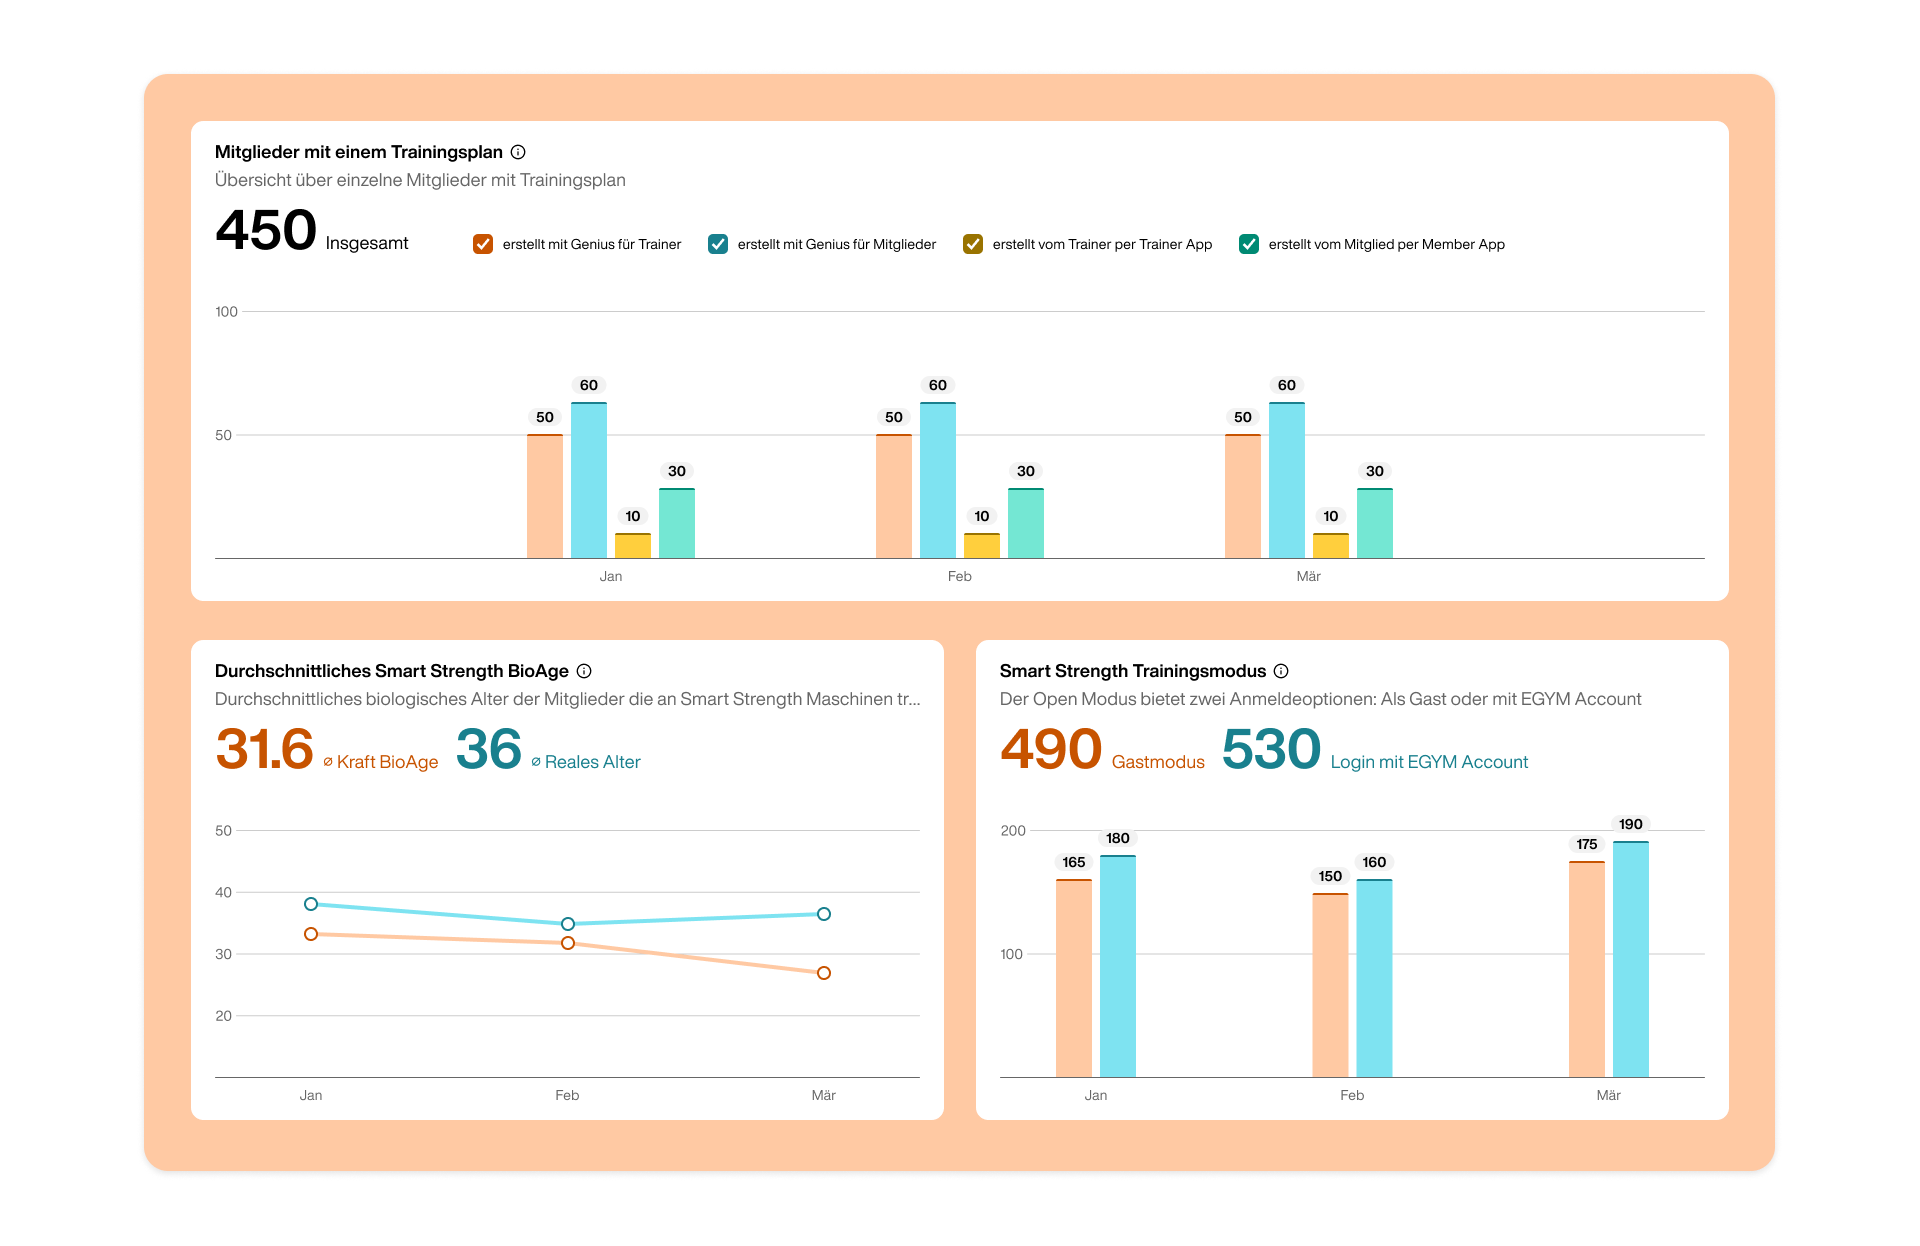 Mitglieder mit einem Trainingsplan
Übersicht über einzelne Mitglieder mit Trainingsplan
450 Insgesamt
erstellt mit Genius für Trainer
erstellt mit Genius für Mitglieder
erstellt vom Trainer per Trainer App
erstellt vom Mitglied per Member App
100
50
50 60 10 30
50 60 10 30
50 60 10 30
Jan Feb Mär
Durchschnittliches Smart Strength BioAge
Durchschnittliches biologisches Alter der Mitglieder die an Smart Strength Maschinen tr...
31.6 ⌀ Kraft BioAge 36 ⌀ Reales Alter
50
40
30
20
Jan Feb Mär
Smart Strength Trainingsmodus
Der Open Modus bietet zwei Anmeldeoptionen: Als Gast oder mit EGYM Account
490 Gastmodus 530 Login mit EGYM Account
200
100
165 180
150 160
175 190
Jan Feb Mär